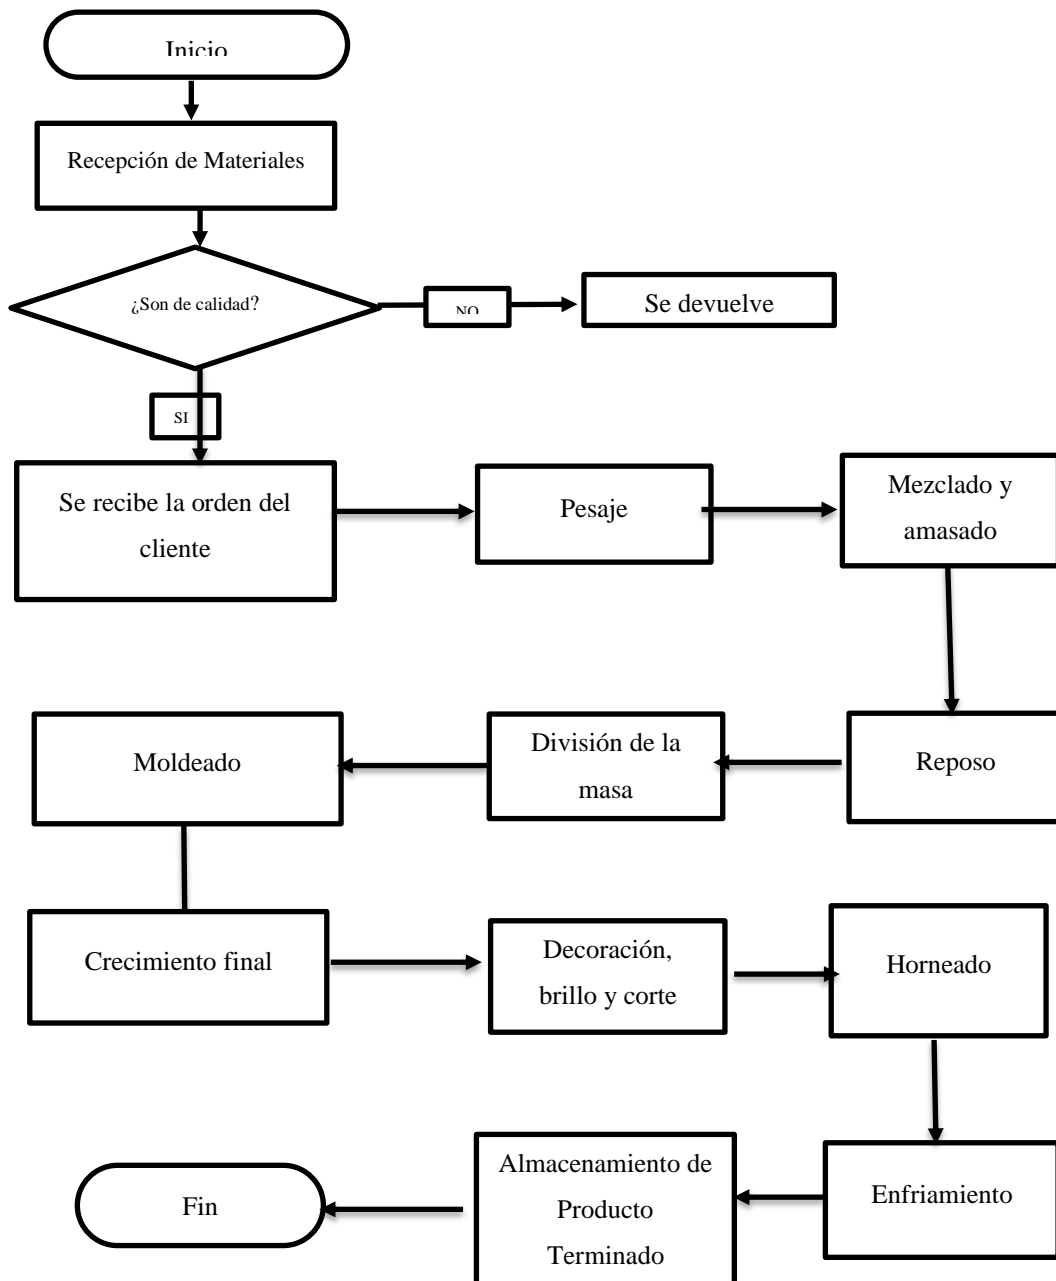 Inicio
Recepción de Materiales
¿Son de calidad?
NO
Se devuelve
SI
Se recibe la orden del
cliente
Pesaje
Mezclado y
amasado
Reposo
División de la
masa
Moldeado
Crecimiento final
Decoración,
brillo y corte
Horneado
Enfriamiento
Almacenamiento de
Producto
Terminado
Fin